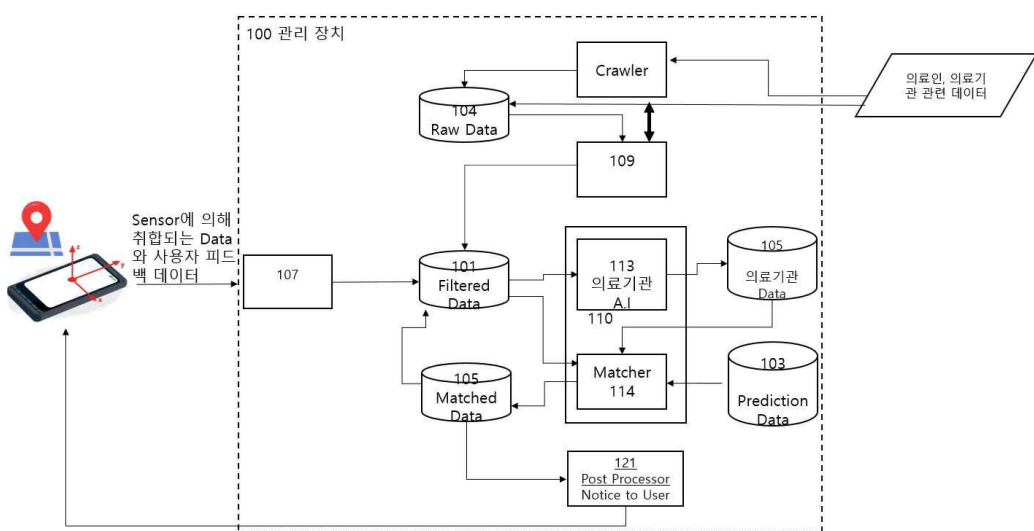 100 관리 장치
Crawler
의료인, 의료기
관 관련 데이터
104
Raw Data
109
Sensor에 의해
취합되는 Data
와 사용자 피드
백 데이터
z
y
x
107
101
Filtered
Data
113
의료기관
A.I
110
105
의료기관
Data
105
Matched
Data
Matcher
114
103
Prediction
Data
121
Post Processor
Notice to User